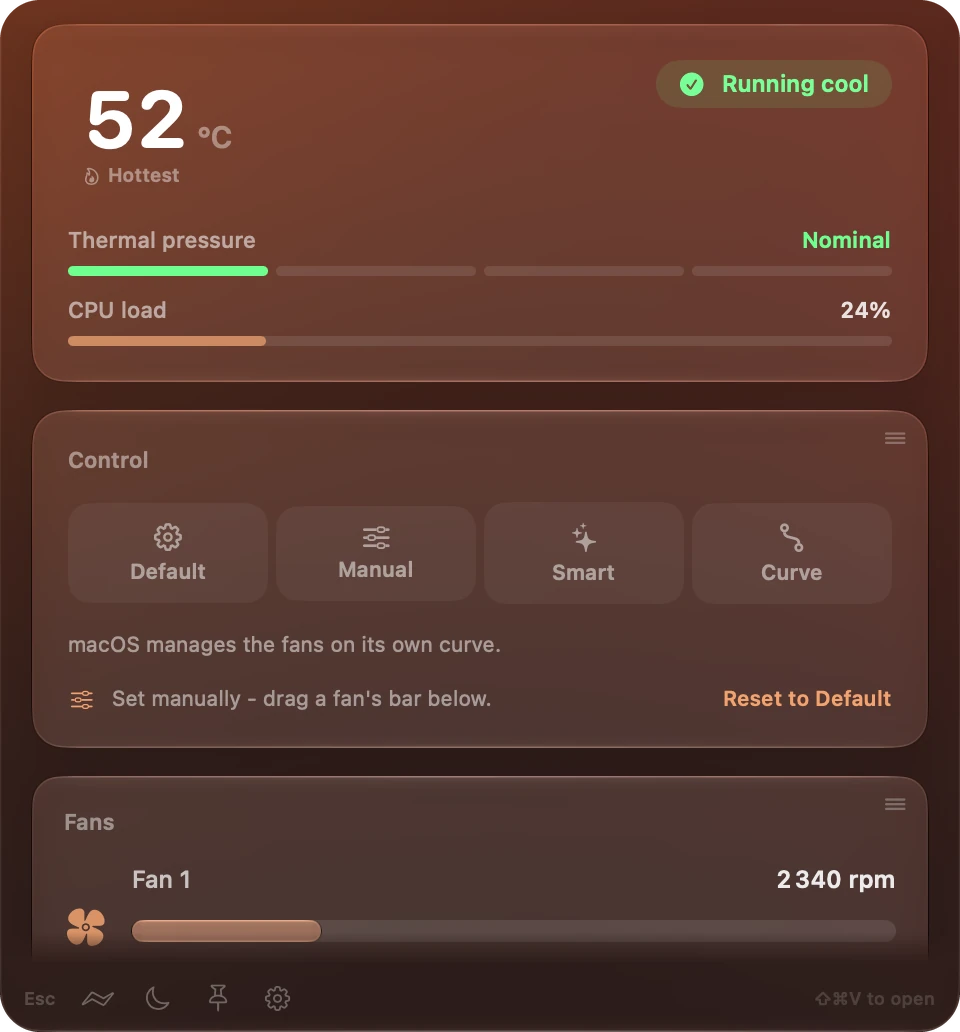 52 °C
Running cool
Hottest
Thermal pressure
Nominal
CPU load
24%
Control
Default
Manual
Smart
Curve
macOS manages the fans on its own curve.
Set manually - drag a fan's bar below.
Reset to Default
Fans
Fan 1
2 340 rpm
Esc
⇧⌘V to open